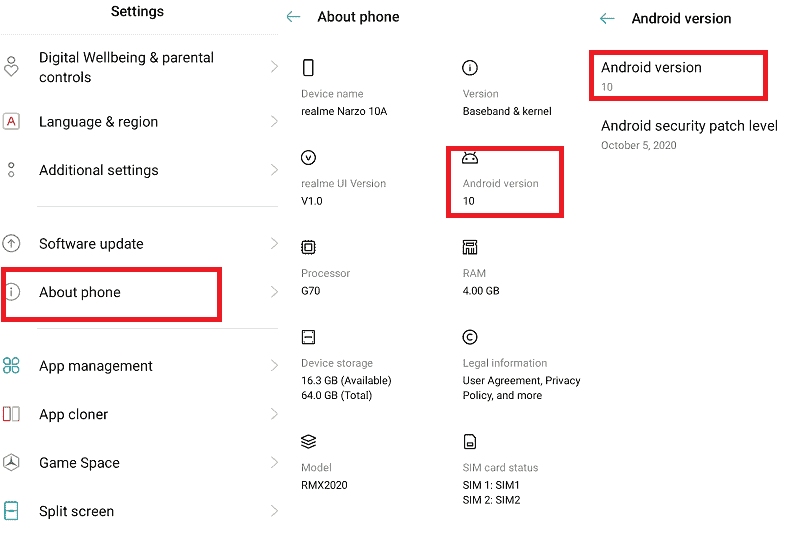 Settings
Digital Wellbeing & parental
controls
A
Language & region
Additional settings
Software update
About phone
App management
App cloner
Game Space
Split screen
About phone
Device name
realme Narzo 10A
Version
Baseband & kernel
realme UI Version
V1.0
Android version
10
Processor
G70
RAM
4.00 GB
Device storage
16.3 GB (Available)
64.0 GB (Total)
Legal information
User Agreement, Privacy
Policy, and more
Model
RMX2020
SIM card status
SIM 1: SIM1
SIM 2: SIM2
Android version
Android version
10
Android security patch level
October 5, 2020